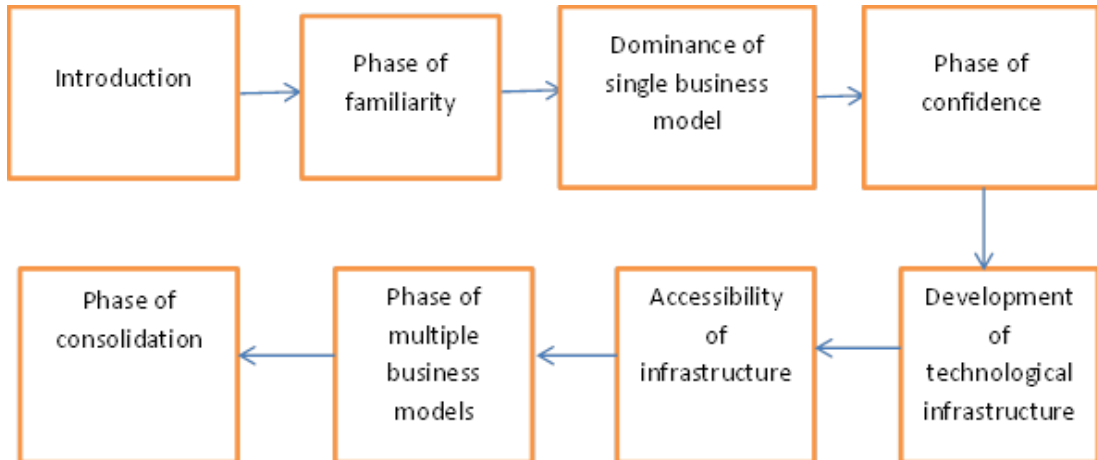 Introduction
Phase of
familiarity
Dominance of
single business
model
Phase of
confidence
Development
of
technological
infrastructure
Accessibility
of
infrastructure
Phase of
multiple
business
models
Phase of
consolidation